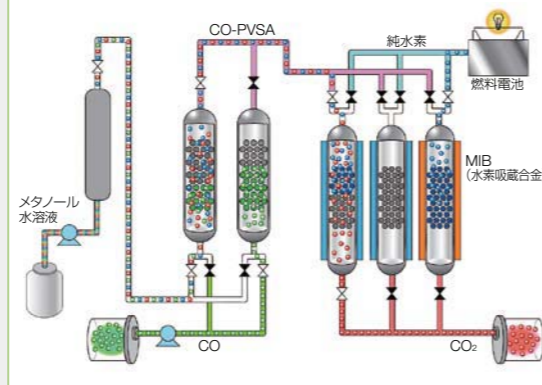 CO-PVSA
純水素
燃料電池
MIB
(水素吸蔵合金
メタノール
水溶液
CO
CO₂